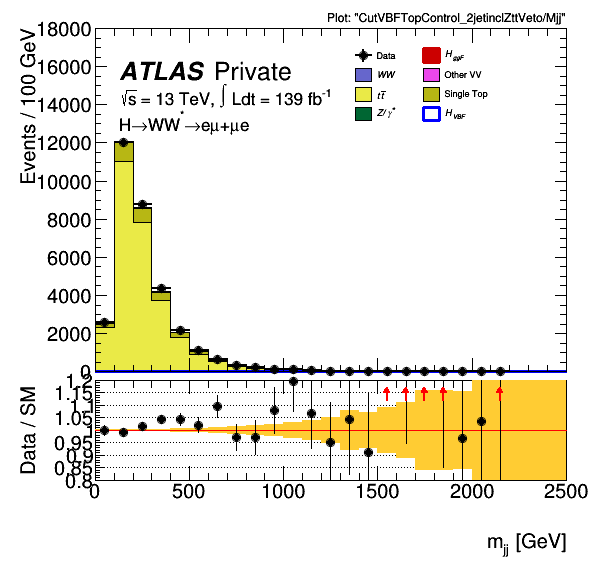 Plot: "CutVBFTopControl_2jetinclZttVeto/Mjj"
Events / 100 GeV
18000
16000
14000
12000
10000
8000
6000
4000
2000
0
ATLAS Private
√s = 13 TeV, ∫ Ldt = 139 fb⁻¹
H→WW*→eμ+μe
Data
H_ggF
WW
Other VV
tt̄
Single Top
Z/γ*
H_VBF
Data / SM
1.2
1.15
1.1
1.05
1
0.95
0.9
0.85
0.8
0 500 1000 1500 2000 2500
m_jj [GeV]